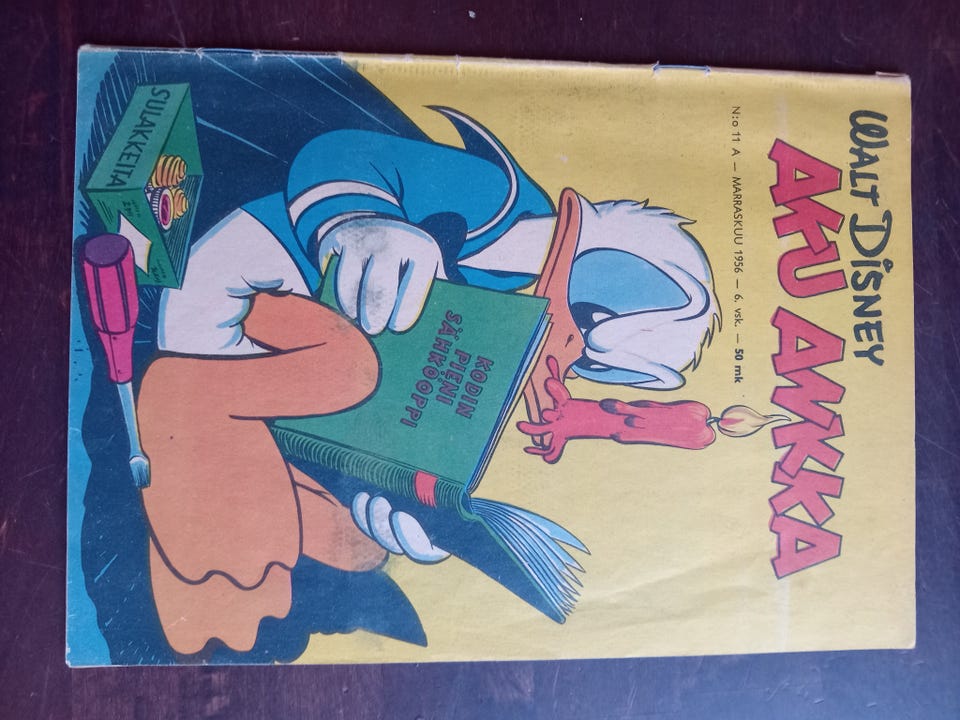 WALT DISNEY
AKU ANKKA
N:o 11 A — MARRASKUU 1956 — 6. vsk. — 50 mk
KODIN
PIENI
SÄHKÖOPPI
SULAKKEITA